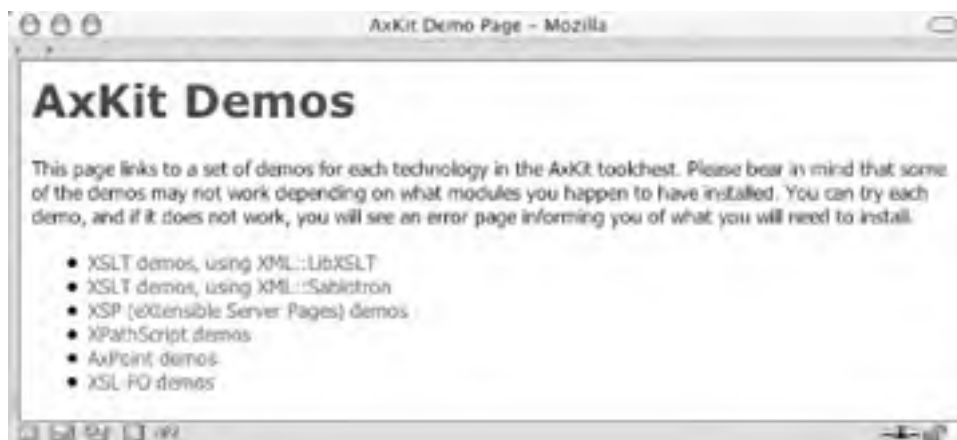 AxKit Demo Page – Mozilla
AxKit Demos
This page links to a set of demos for each technology in the AxKit toolchest. Please bear in mind that some
of the demos may not work depending on what modules you happen to have installed. You can try each
demo, and if it does not work, you will see an error page informing you of what you will need to install.
• XSLT demos, using XML::LibXSLT
• XSLT demos, using XML::Sablotron
• XSP (eXtensible Server Pages) demos
• XPathScript demos
• AxPoint demos
• XSL-FO demos